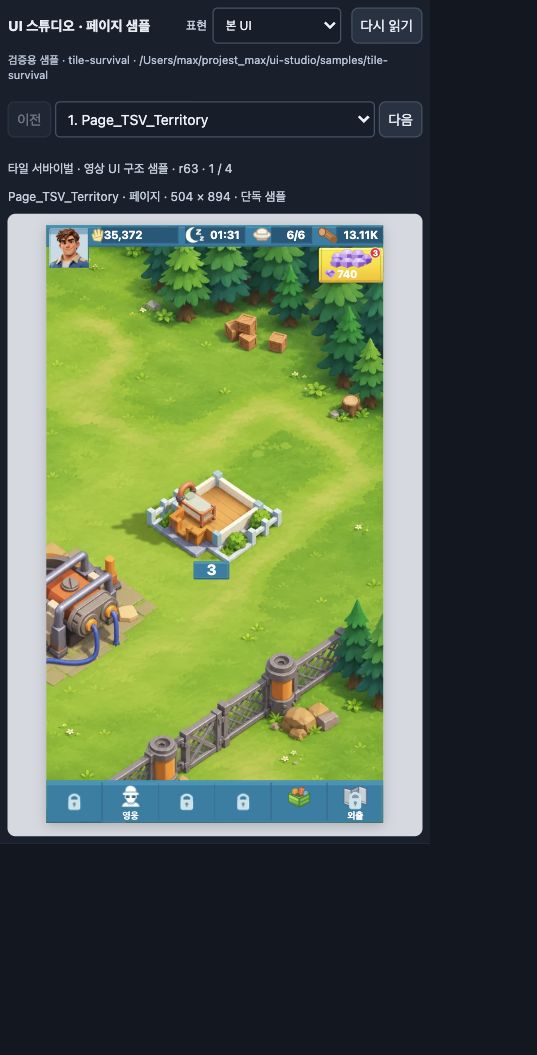 UI 스튜디오 · 페이지 샘플 표현 본 UI 다시 읽기
검증용 샘플 · tile-survival · /Users/max/projest_max/ui-studio/samples/tile-
survival
이전 1. Page_TSV_Territory 다음
타일 서바이벌 · 영상 UI 구조 샘플 · r63 · 1 / 4
Page_TSV_Territory · 페이지 · 504 × 894 · 단독 샘플
35,372 zz 01:31 6/6 13.11K
3
740
3
영웅 외출